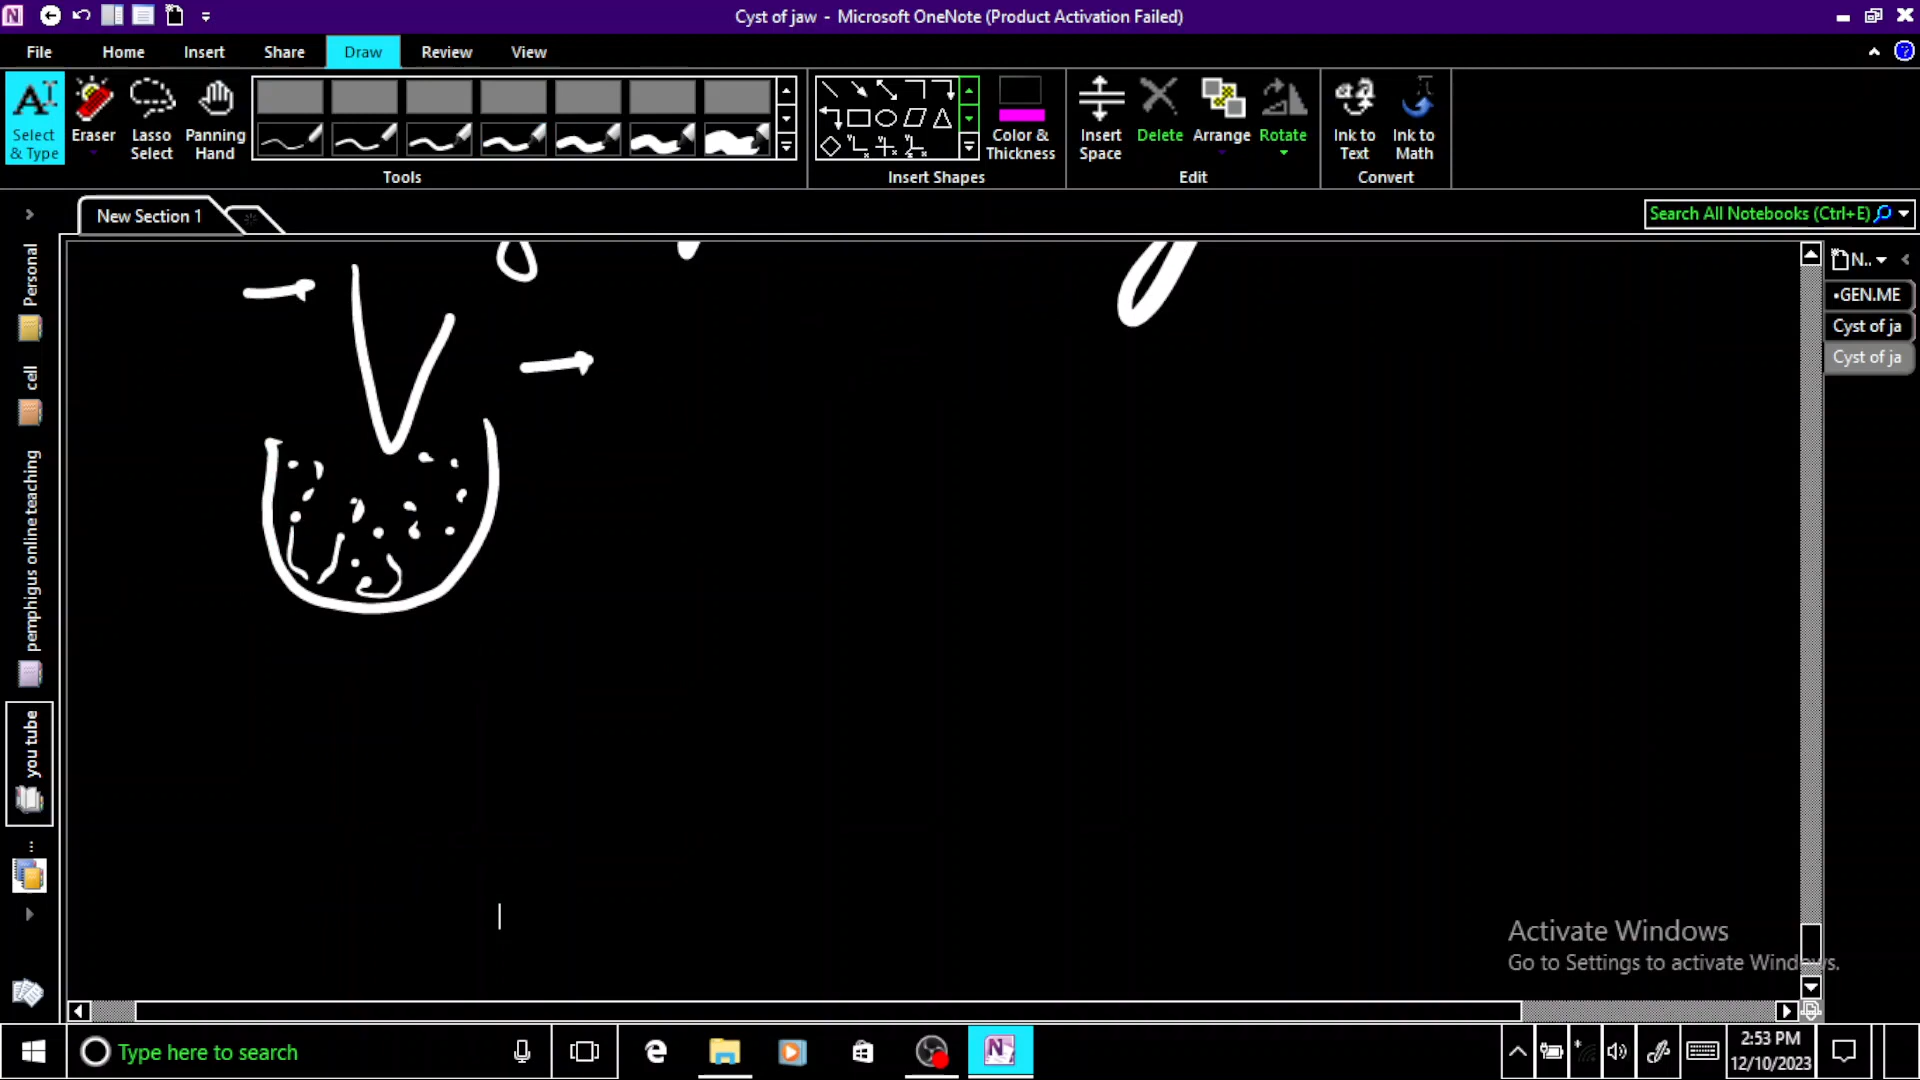 Cyst of jaw - Microsoft OneNote (Product Activation Failed)
File Home Insert Share Draw Review View
Select & Type
Eraser
Lasso Select
Panning Hand
Color & Thickness
Insert Space
Delete
Arrange
Rotate
Ink to Text
Ink to Math
Tools
Insert Shapes
Edit
Convert
New Section 1
Search All Notebooks (Ctrl+E)
Personal
cell
pemphigus online teaching
you tube
N..
•GEN.ME
Cyst of ja
Cyst of ja
Activate Windows
Go to Settings to activate Windows.
Type here to search
2:53 PM
12/10/2023